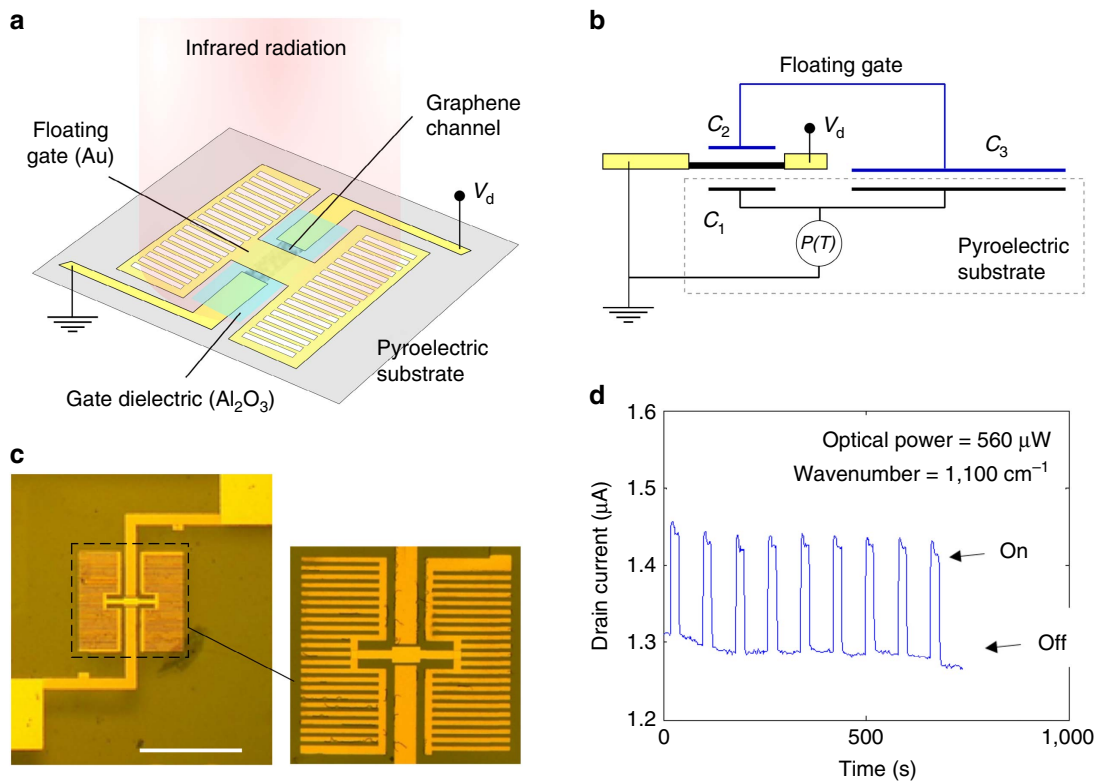 a
Infrared radiation
Graphene
channel
Floating
gate (Au)
V_d
Pyroelectric
substrate
Gate dielectric (Al₂O₃)
b
Floating gate
C₂
V_d
C₃
C₁
P(T)
Pyroelectric
substrate
c
d
1.6
1.5
1.4
1.3
1.2
Drain current (μA)
Optical power = 560 μW
Wavenumber = 1,100 cm⁻¹
On
Off
0
500
1,000
Time (s)